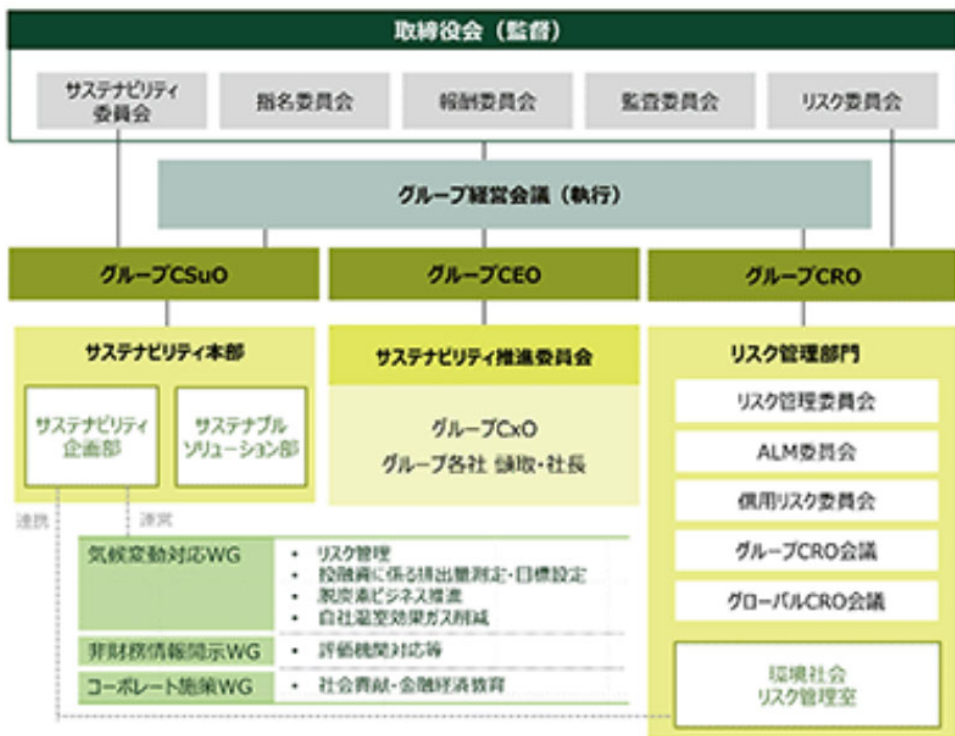 取締役会（監督）
サステナビリティ
委員会
指名委員会
報酬委員会
監査委員会
リスク委員会
グループ経営会議（執行）
グループCSuO
グループCEO
グループCRO
サステナビリティ本部
サステナビリティ
企画部
サステナブル
ソリューション部
サステナビリティ推進委員会
グループCxO
グループ各社 頭取・社長
リスク管理部門
リスク管理委員会
ALM委員会
信用リスク委員会
グループCRO会議
グローバルCRO会議
環境社会
リスク管理室
連携
運営
気候変動対応WG
• リスク管理
• 投融資に係る排出量測定・目標設定
• 脱炭素ビジネス推進
• 自社温室効果ガス削減
非財務情報開示WG
• 評価機関対応等
コーポレート施策WG
• 社会貢献・金融経済教育